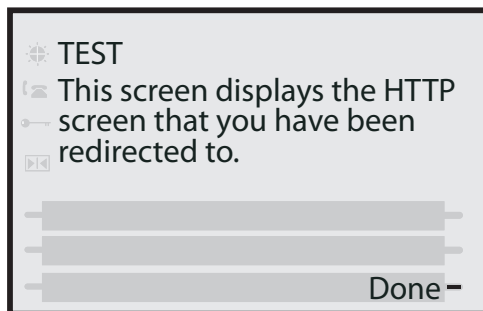 TEST
This screen displays the HTTP
screen that you have been
redirected to.
Done